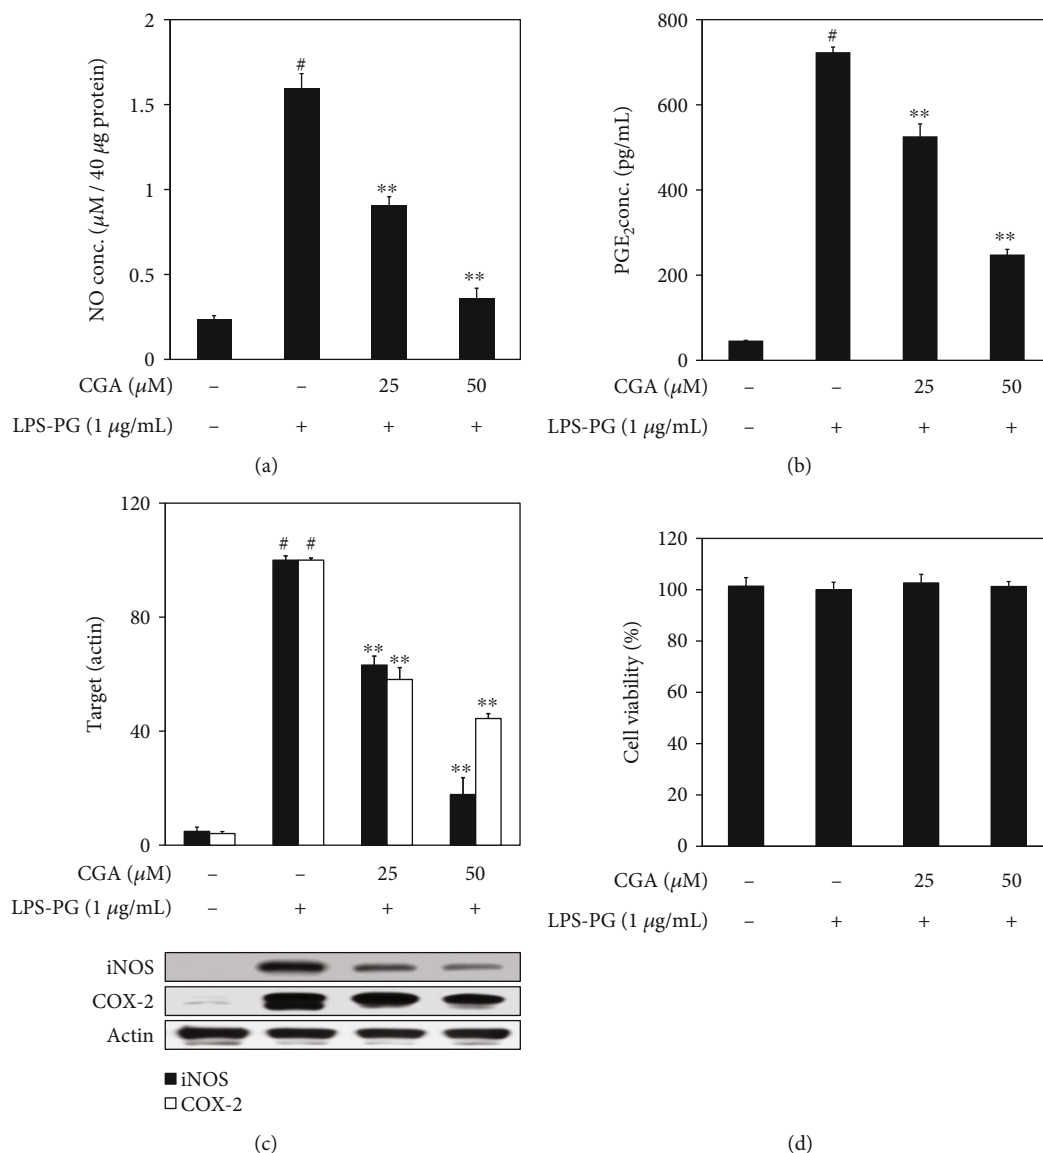 2
1.5
1
0.5
0
NO conc. (μM / 40 μg protein)
#
**
**
CGA (μM) – – 25 50
LPS-PG (1 μg/mL) – + + +
(a)
800
600
400
200
0
PGE2conc. (pg/mL)
#
**
**
CGA (μM) – – 25 50
LPS-PG (1 μg/mL) – + + +
(b)
120
80
40
0
Target (actin)
# #
** **
**
**
CGA (μM) – – 25 50
LPS-PG (1 μg/mL) – + + +
iNOS
COX-2
Actin
iNOS
COX-2
(c)
120
100
80
60
40
20
0
Cell viability (%)
CGA (μM) – – 25 50
LPS-PG (1 μg/mL) – + + +
(d)